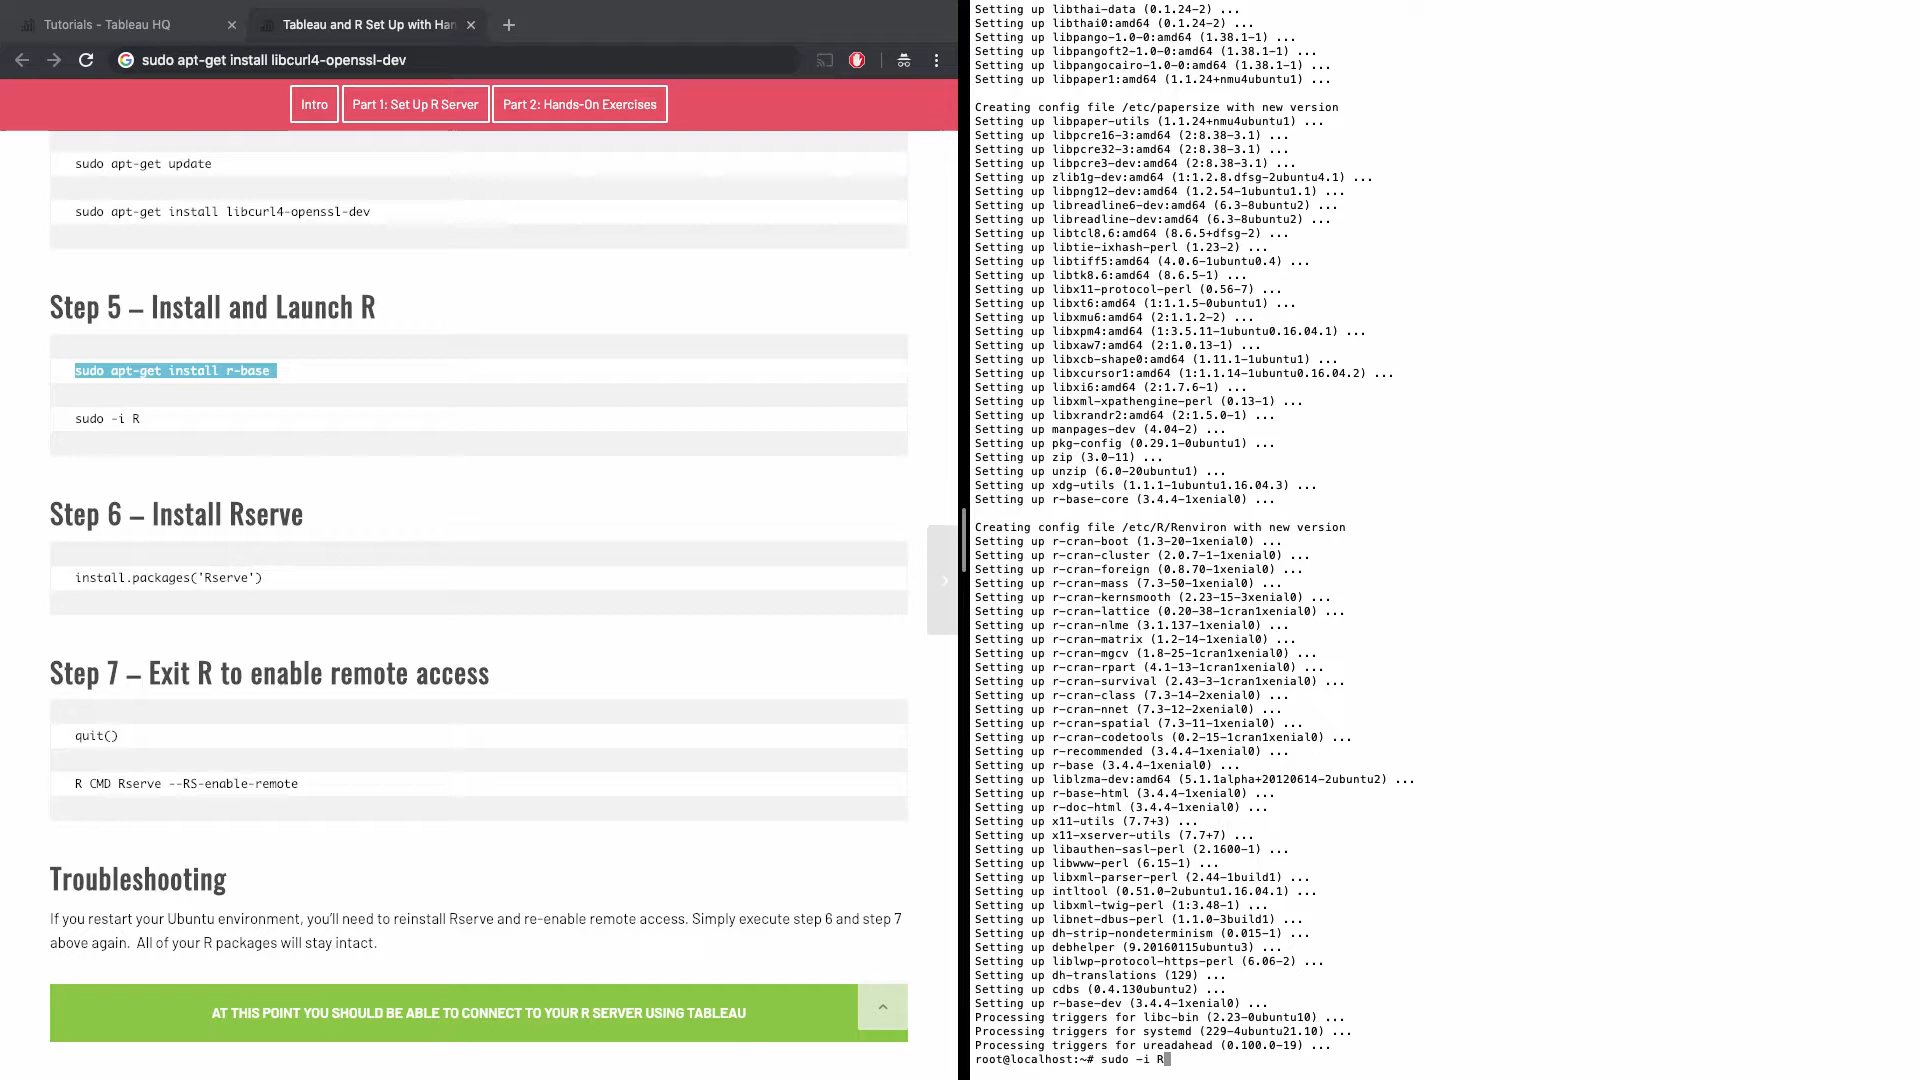 Tutorials - Tableau HQ
Tableau and R Set Up with Han
sudo apt-get install libcurl4-openssl-dev
Intro
Part 1: Set Up R Server
Part 2: Hands-On Exercises
sudo apt-get update
sudo apt-get install libcurl4-openssl-dev
Step 5 – Install and Launch R
sudo apt-get install r-base
sudo -i R
Step 6 – Install Rserve
install.packages('Rserve')
Step 7 – Exit R to enable remote access
quit()
R CMD Rserve --RS-enable-remote
Troubleshooting
If you restart your Ubuntu environment, you'll need to reinstall Rserve and re-enable remote access. Simply execute step 6 and step 7
above again. All of your R packages will stay intact.
AT THIS POINT YOU SHOULD BE ABLE TO CONNECT TO YOUR R SERVER USING TABLEAU
Setting up libthai-data (0.1.24-2) ...
Setting up libthai0:amd64 (0.1.24-2) ...
Setting up libpango-1.0-0:amd64 (1.38.1-1) ...
Setting up libpangoft2-1.0-0:amd64 (1.38.1-1) ...
Setting up libpangocairo-1.0-0:amd64 (1.38.1-1) ...
Setting up libpaper1:amd64 (1.1.24+nmu4ubuntu1) ...
Creating config file /etc/papersize with new version
Setting up libpaper-utils (1.1.24+nmu4ubuntu1) ...
Setting up libpcre16-3:amd64 (2:8.38-3.1) ...
Setting up libpcre32-3:amd64 (2:8.38-3.1) ...
Setting up libpcre3-dev:amd64 (2:8.38-3.1) ...
Setting up zlib1g-dev:amd64 (1:1.2.8.dfsg-2ubuntu4.1) ...
Setting up libpng12-dev:amd64 (1.2.54-1ubuntu1.1) ...
Setting up libreadline6-dev:amd64 (6.3-8ubuntu2) ...
Setting up libreadline-dev:amd64 (6.3-8ubuntu2) ...
Setting up libtcl8.6:amd64 (8.6.5+dfsg-2) ...
Setting up libtie-ixhash-perl (1.23-2) ...
Setting up libtiff5:amd64 (4.0.6-1ubuntu0.4) ...
Setting up libtk8.6:amd64 (8.6.5-1) ...
Setting up libx11-protocol-perl (0.56-7) ...
Setting up libxt6:amd64 (1:1.1.5-0ubuntu1) ...
Setting up libxmu6:amd64 (2:1.1.2-2) ...
Setting up libxpm4:amd64 (1:3.5.11-1ubuntu0.16.04.1) ...
Setting up libxaw7:amd64 (2:1.0.13-1) ...
Setting up libxcb-shape0:amd64 (1.11.1-1ubuntu1) ...
Setting up libxcursor1:amd64 (1:1.1.14-1ubuntu0.16.04.2) ...
Setting up libxi6:amd64 (2:1.7.6-1) ...
Setting up libxml-xpathengine-perl (0.13-1) ...
Setting up libxrandr2:amd64 (2:1.5.0-1) ...
Setting up manpages-dev (4.04-2) ...
Setting up pkg-config (0.29.1-0ubuntu1) ...
Setting up zip (3.0-11) ...
Setting up unzip (6.0-20ubuntu1) ...
Setting up xdg-utils (1.1.1-1ubuntu1.16.04.3) ...
Setting up r-base-core (3.4.4-1xenial0) ...
Creating config file /etc/R/Renviron with new version
Setting up r-cran-boot (1.3-20-1xenial0) ...
Setting up r-cran-cluster (2.0.7-1-1xenial0) ...
Setting up r-cran-foreign (0.8.70-1xenial0) ...
Setting up r-cran-mass (7.3-50-1xenial0) ...
Setting up r-cran-kernsmooth (2.23-15-3xenial0) ...
Setting up r-cran-lattice (0.20-38-1cran1xenial0) ...
Setting up r-cran-nlme (3.1.137-1xenial0) ...
Setting up r-cran-matrix (1.2-14-1xenial0) ...
Setting up r-cran-mgcv (1.8-25-1cran1xenial0) ...
Setting up r-cran-rpart (4.1-13-1cran1xenial0) ...
Setting up r-cran-survival (2.43-3-1cran1xenial0) ...
Setting up r-cran-class (7.3-14-2xenial0) ...
Setting up r-cran-nnet (7.3-12-2xenial0) ...
Setting up r-cran-spatial (7.3-11-1xenial0) ...
Setting up r-cran-codetools (0.2-15-1cran1xenial0) ...
Setting up r-recommended (3.4.4-1xenial0) ...
Setting up r-base (3.4.4-1xenial0) ...
Setting up liblzma-dev:amd64 (5.1.1alpha+20120614-2ubuntu2) ...
Setting up r-base-html (3.4.4-1xenial0) ...
Setting up r-doc-html (3.4.4-1xenial0) ...
Setting up x11-utils (7.7+3) ...
Setting up x11-xserver-utils (7.7+7) ...
Setting up libauthen-sasl-perl (2.1600-1) ...
Setting up libwww-perl (6.15-1) ...
Setting up libxml-parser-perl (2.44-1build1) ...
Setting up intltool (0.51.0-2ubuntu1.16.04.1) ...
Setting up libxml-twig-perl (1:3.48-1) ...
Setting up libnet-dbus-perl (1.1.0-3build1) ...
Setting up dh-strip-nondeterminism (0.015-1) ...
Setting up debhelper (9.20160115ubuntu3) ...
Setting up liblwp-protocol-https-perl (6.06-2) ...
Setting up dh-translations (129) ...
Setting up cdbs (0.4.130ubuntu2) ...
Setting up r-base-dev (3.4.4-1xenial0) ...
Processing triggers for libc-bin (2.23-0ubuntu10) ...
Processing triggers for systemd (229-4ubuntu21.10) ...
Processing triggers for ureadahead (0.100.0-19) ...
root@localhost:~# sudo -i R